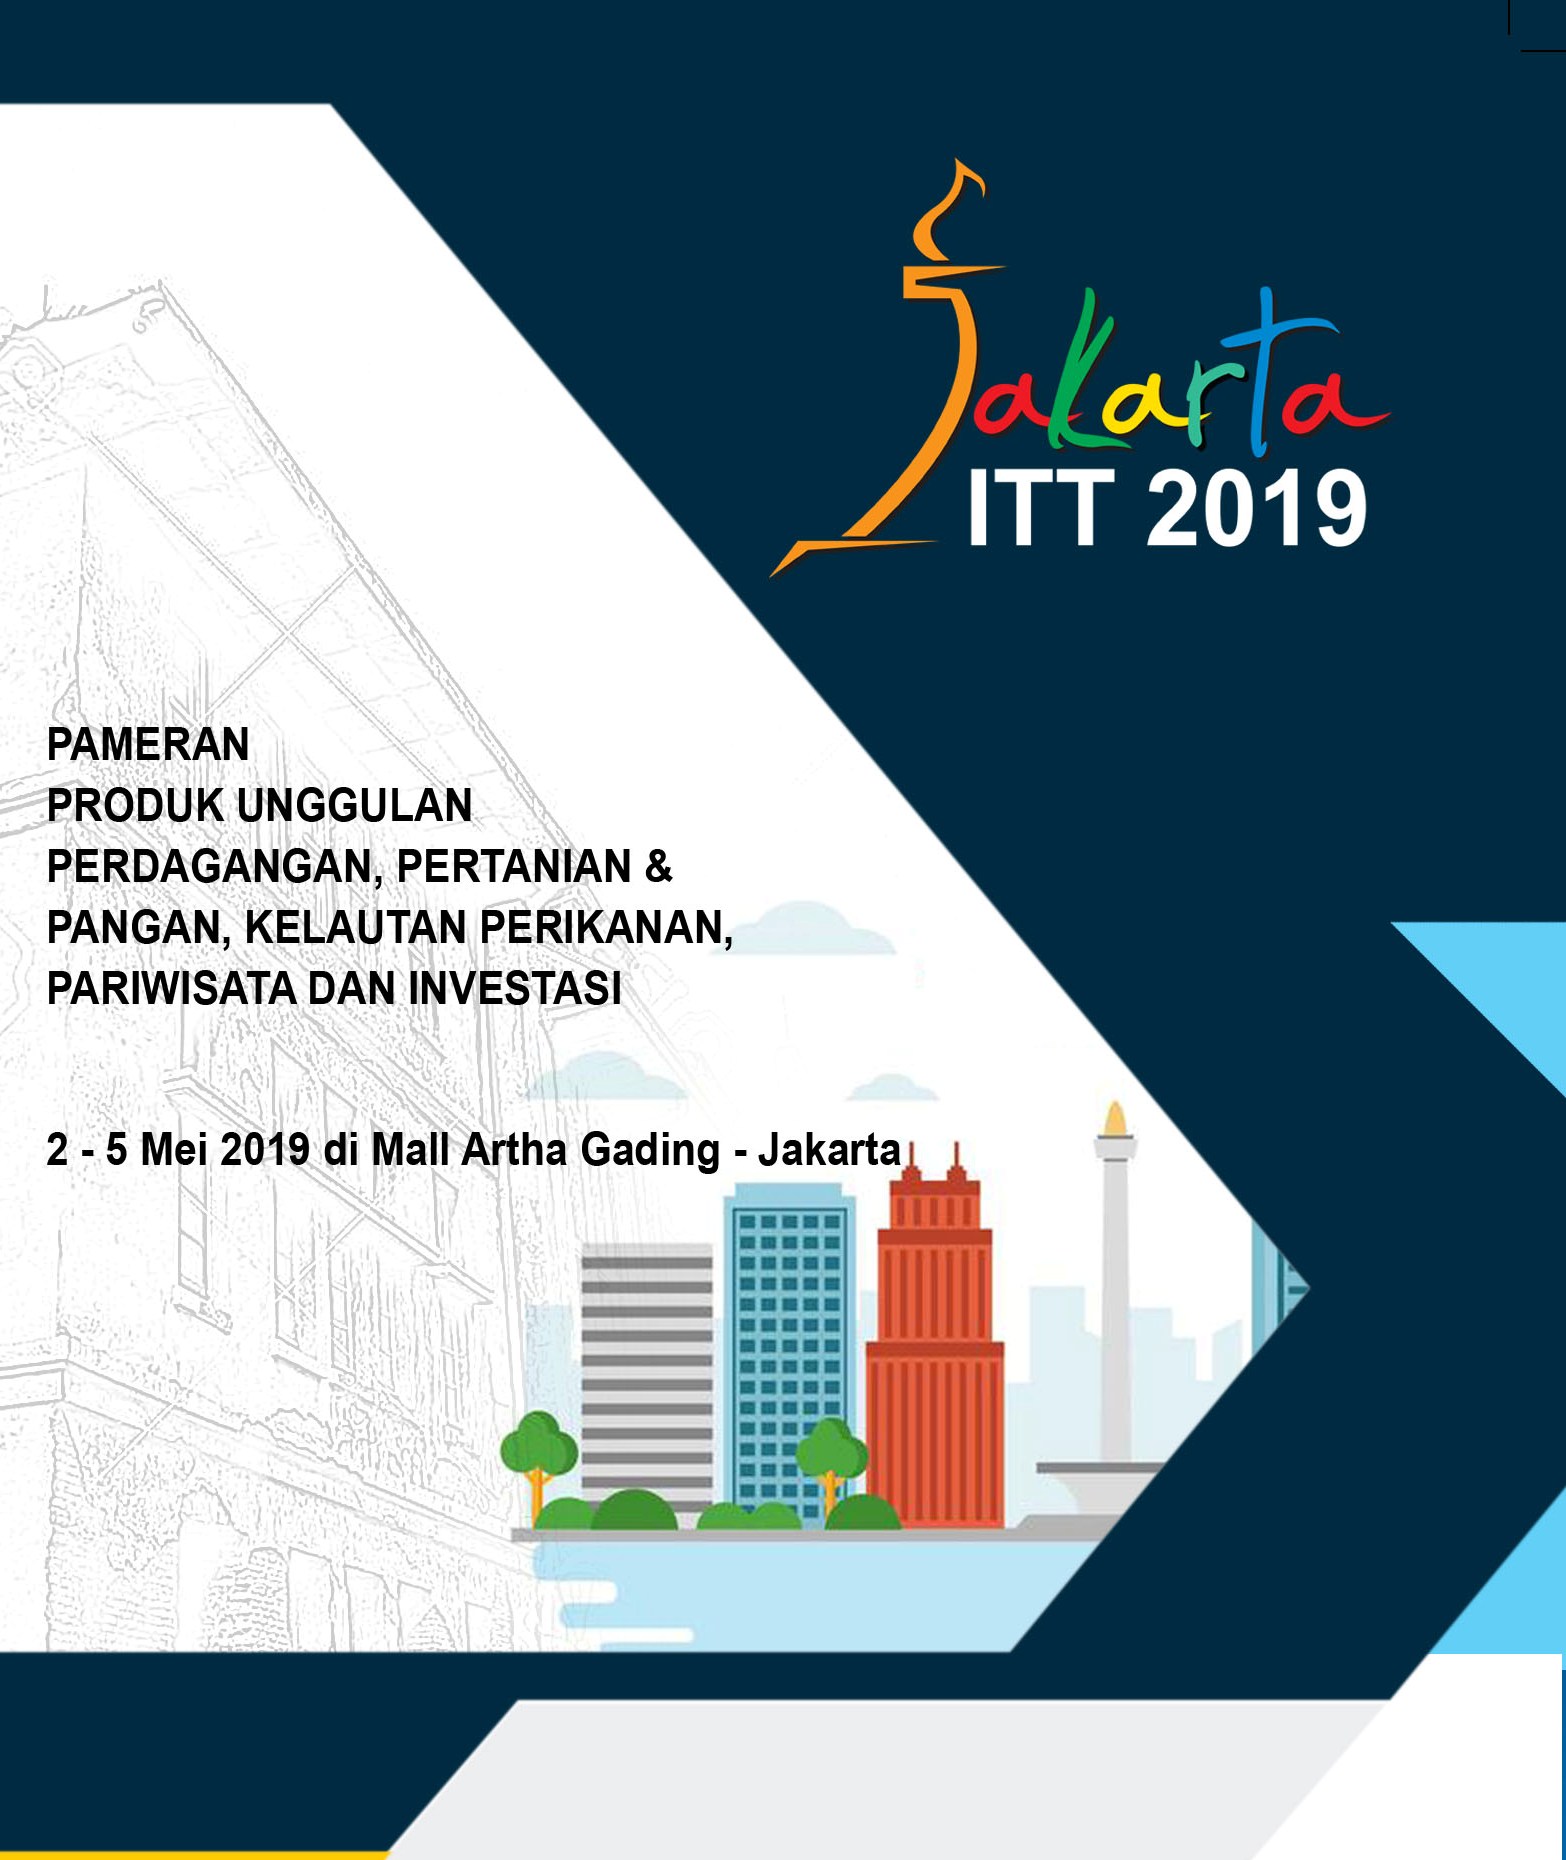 Jakarta
ITT 2019
PAMERAN
PRODUK UNGGULAN
PERDAGANGAN, PERTANIAN &
PANGAN, KELAUTAN PERIKANAN,
PARIWISATA DAN INVESTASI
2 - 5 Mei 2019 di Mall Artha Gading - Jakarta